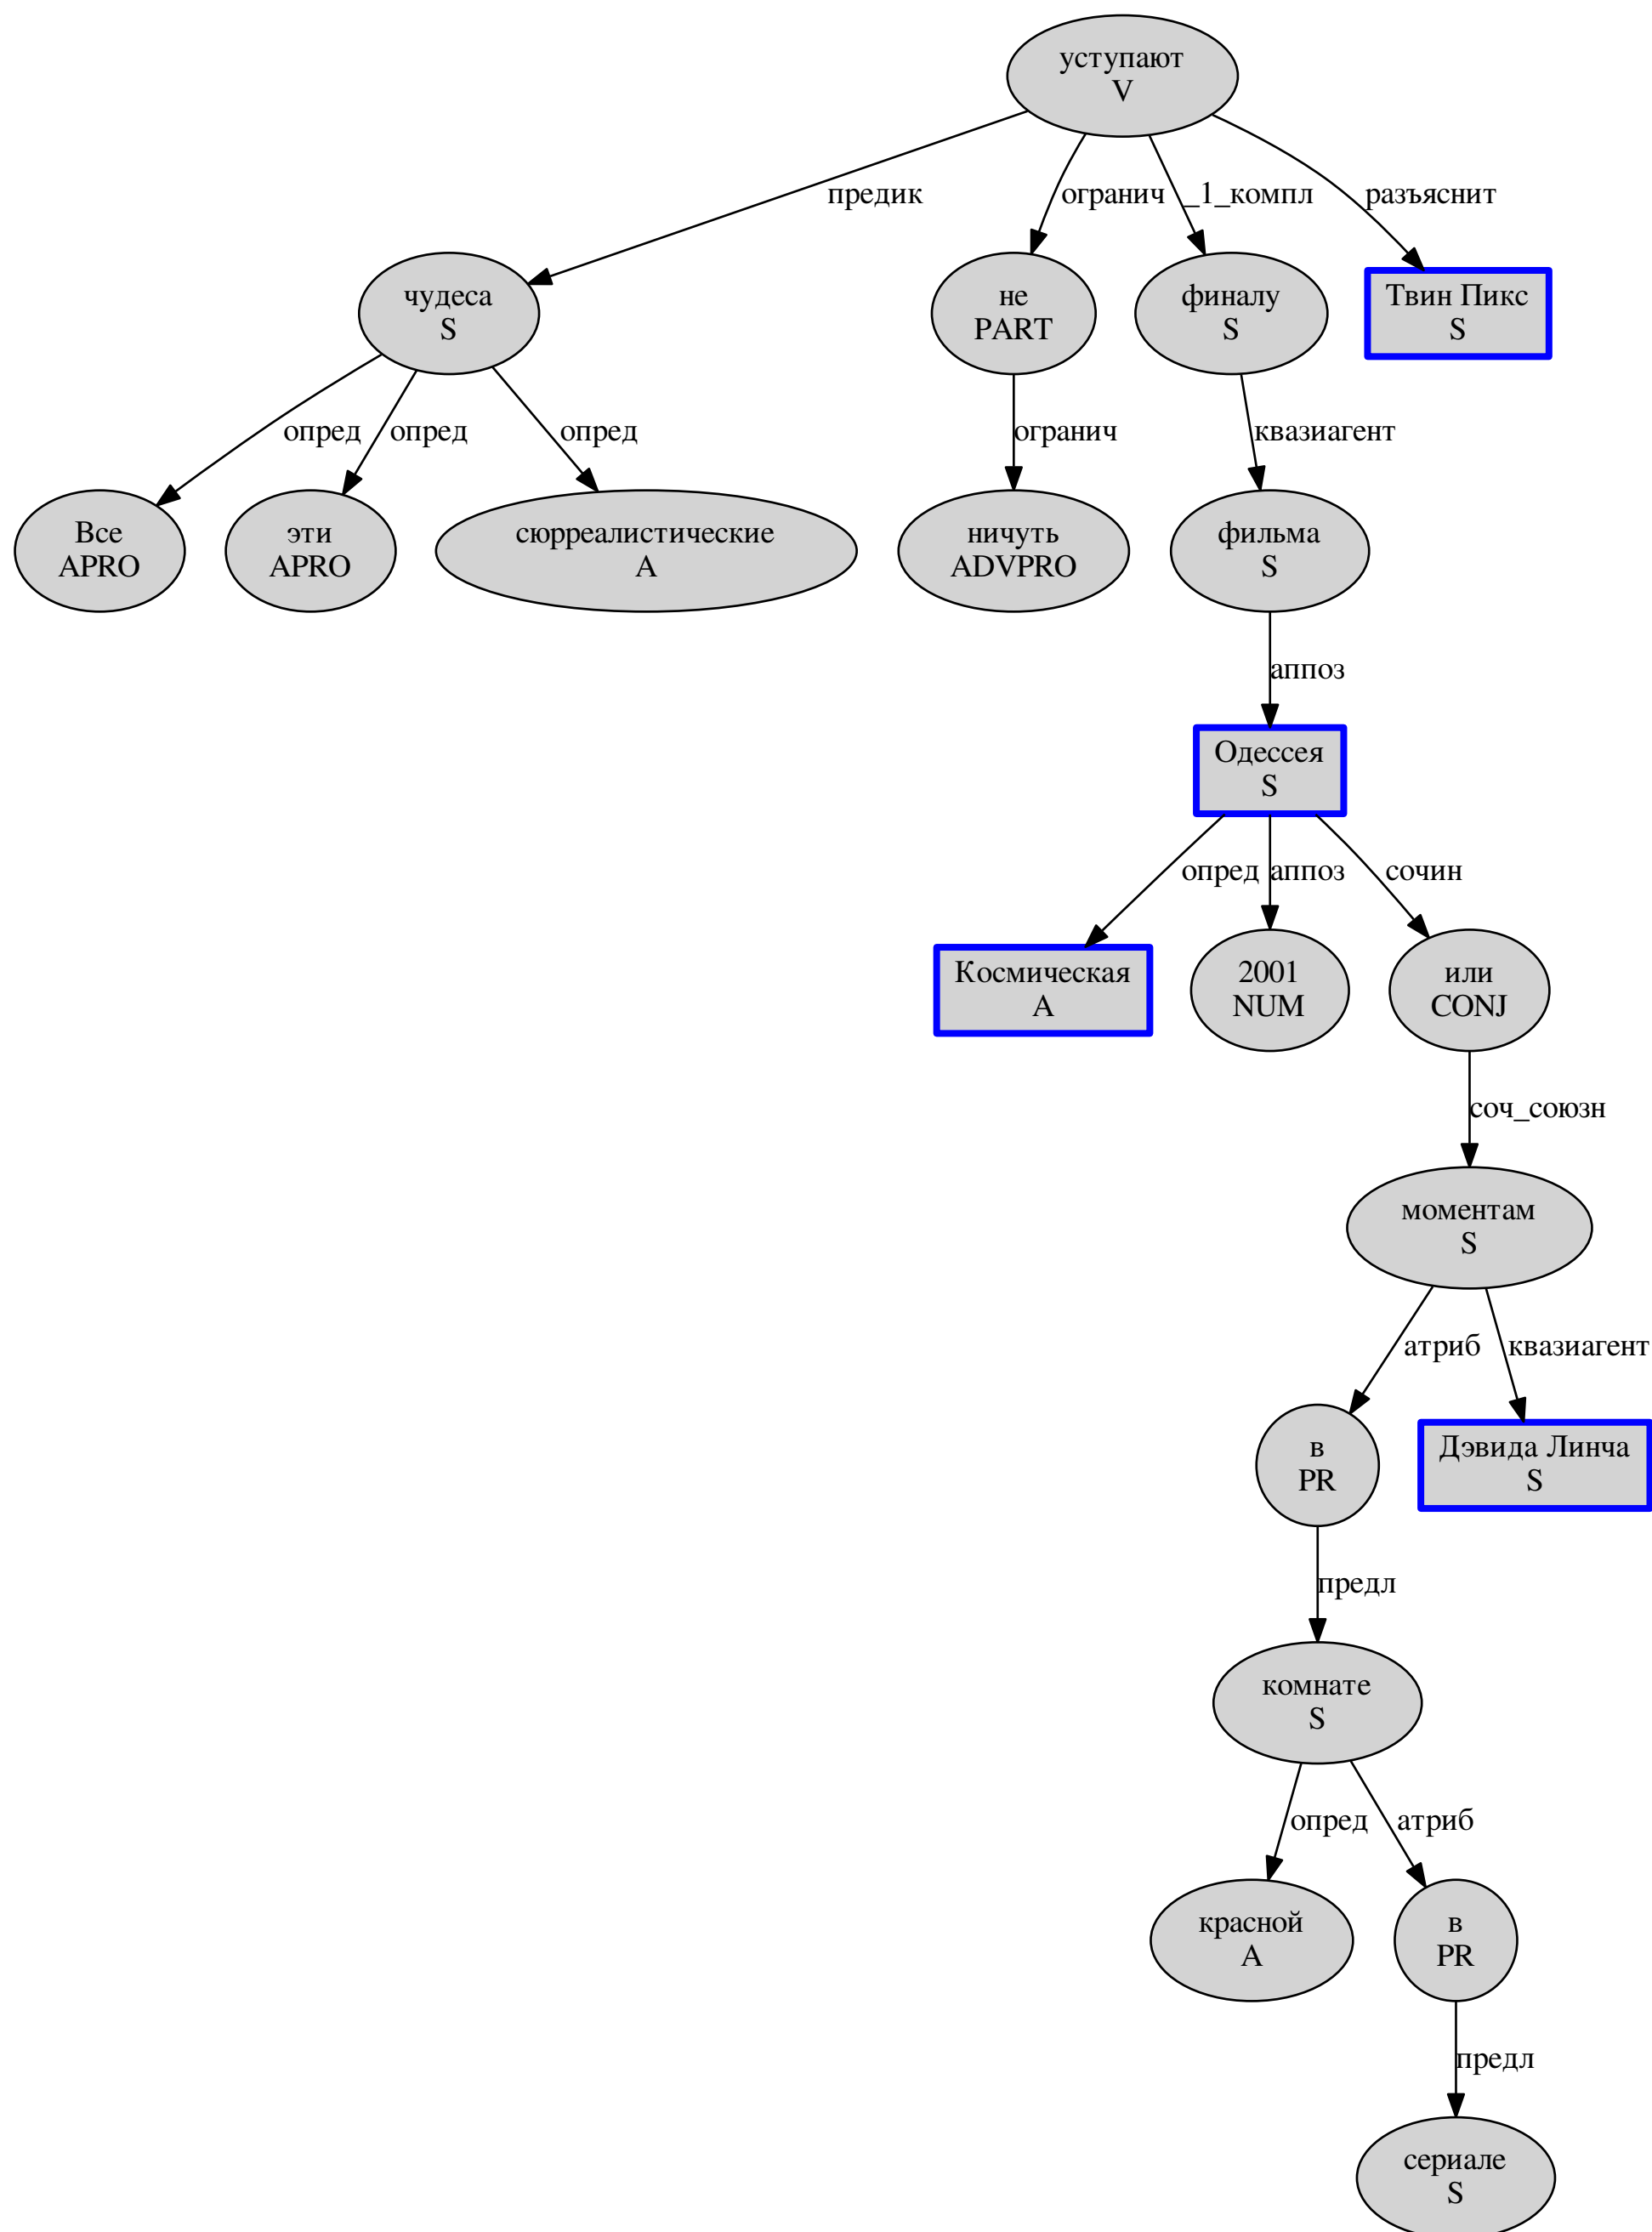 уступают
V
предик
огранич
_1_компл
разъяснит
чудеса
S
не
PART
финалу
S
Твин Пикс
S
опред
опред
опред
огранич
квазиагент
Все
APRO
эти
APRO
сюрреалистические
A
ничуть
ADVPRO
фильма
S
аппоз
Одессея
S
опред
аппоз
сочин
Космическая
A
2001
NUM
или
CONJ
соч_союзн
моментам
S
атриб
квазиагент
в
PR
Дэвида Линча
S
предл
комнате
S
опред
атриб
красной
A
в
PR
предл
сериале
S